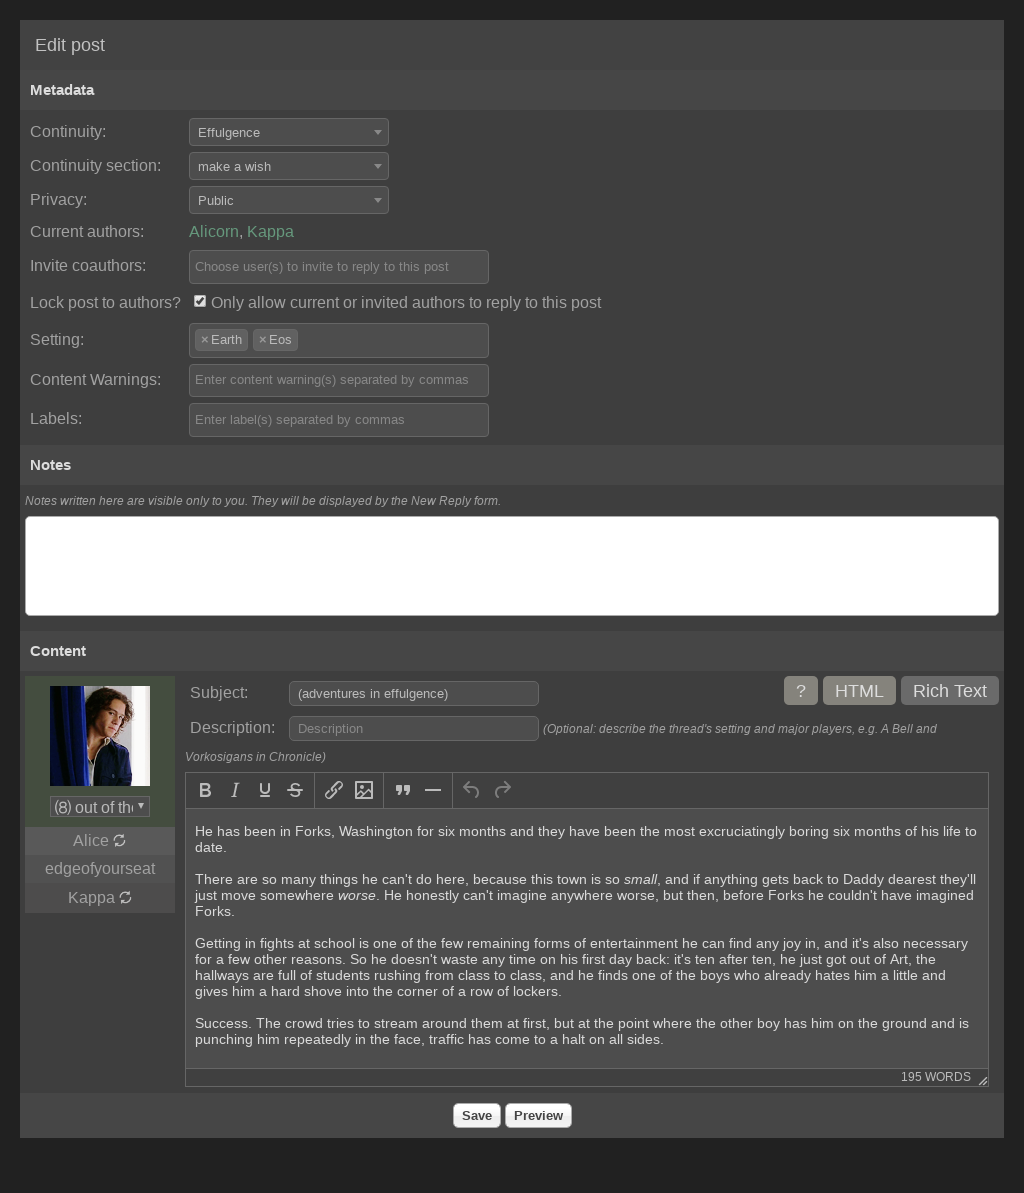 Edit post
Metadata
Continuity: Effulgence
Continuity section: make a wish
Privacy: Public
Current authors: Alicorn, Kappa
Invite coauthors: Choose user(s) to invite to reply to this post
Lock post to authors? Only allow current or invited authors to reply to this post
Setting: ×Earth ×Eos
Content Warnings: Enter content warning(s) separated by commas
Labels: Enter label(s) separated by commas
Notes
Notes written here are visible only to you. They will be displayed by the New Reply form.
Content
(8) out of the
Alice
edgeofyourseat
Kappa
Subject: (adventures in effulgence)
? HTML Rich Text
Description: Description (Optional: describe the thread's setting and major players, e.g. A Bell and
Vorkosigans in Chronicle)
B I U S
He has been in Forks, Washington for six months and they have been the most excruciatingly boring six months of his life to
date.
There are so many things he can't do here, because this town is so small, and if anything gets back to Daddy dearest they'll
just move somewhere worse. He honestly can't imagine anywhere worse, but then, before Forks he couldn't have imagined
Forks.
Getting in fights at school is one of the few remaining forms of entertainment he can find any joy in, and it's also necessary
for a few other reasons. So he doesn't waste any time on his first day back: it's ten after ten, he just got out of Art, the
hallways are full of students rushing from class to class, and he finds one of the boys who already hates him a little and
gives him a hard shove into the corner of a row of lockers.
Success. The crowd tries to stream around them at first, but at the point where the other boy has him on the ground and is
punching him repeatedly in the face, traffic has come to a halt on all sides.
195 WORDS
Save Preview